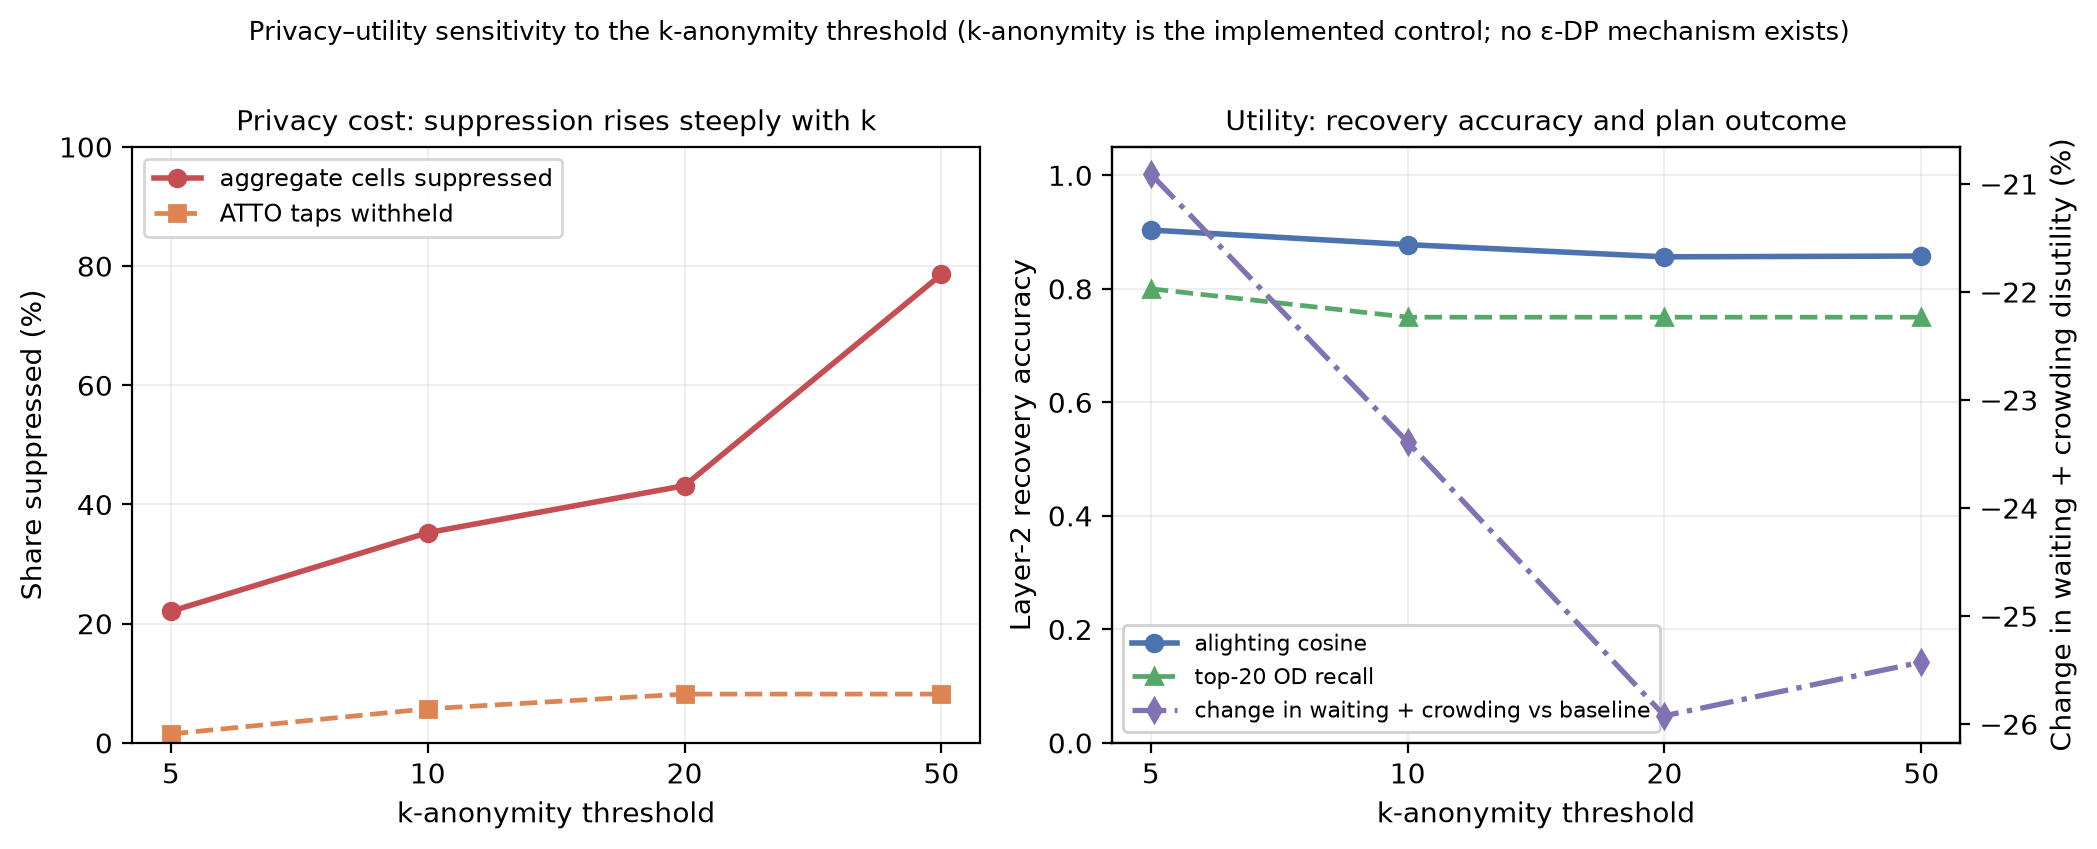 Privacy–utility sensitivity to the k-anonymity threshold (k-anonymity is the implemented control; no ε-DP mechanism exists)
Privacy cost: suppression rises steeply with k
Share suppressed (%)
100
80
60
40
20
0
aggregate cells suppressed
ATTO taps withheld
5 10 20 50
k-anonymity threshold
Utility: recovery accuracy and plan outcome
Layer-2 recovery accuracy
1.0
0.8
0.6
0.4
0.2
0.0
alighting cosine
top-20 OD recall
change in waiting + crowding vs baseline
5 10 20 50
k-anonymity threshold
−21
−22
−23
−24
−25
−26
Change in waiting + crowding disutility (%)